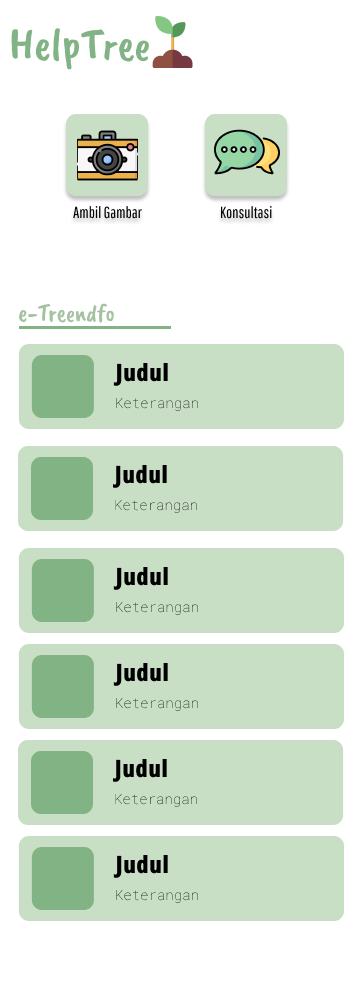 HelpTree
Ambil Gambar
Konsultasi
e-Treendfo
Judul
Keterangan
Judul
Keterangan
Judul
Keterangan
Judul
Keterangan
Judul
Keterangan
Judul
Keterangan